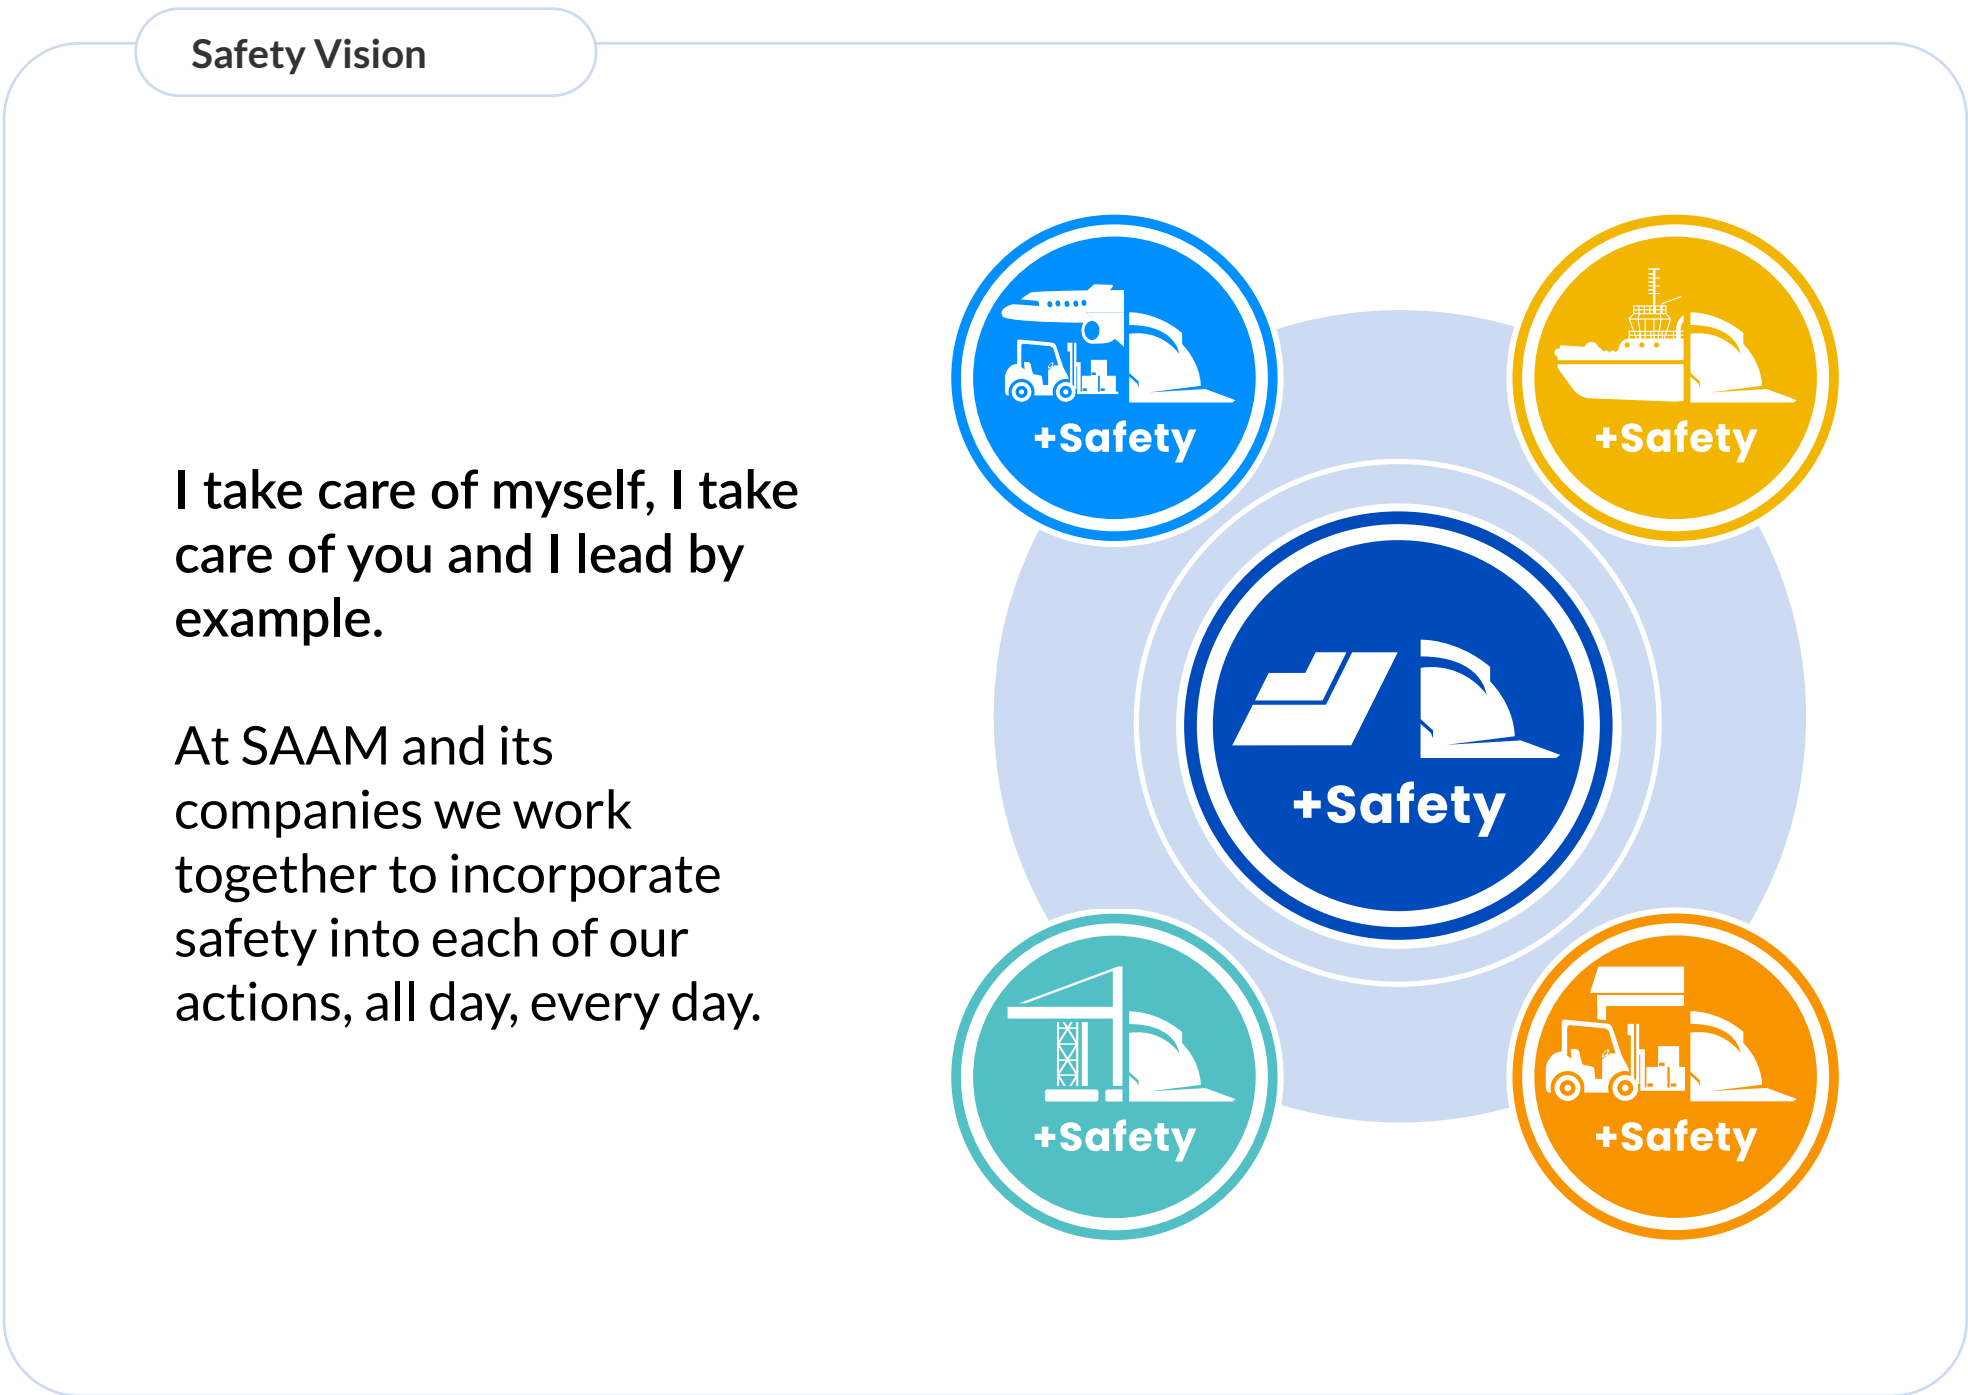 Safety Vision
I take care of myself, I take
care of you and I lead by
example.
At SAAM and its
companies we work
together to incorporate
safety into each of our
actions, all day, every day.
+Safety
+Safety
+Safety
+Safety
+Safety